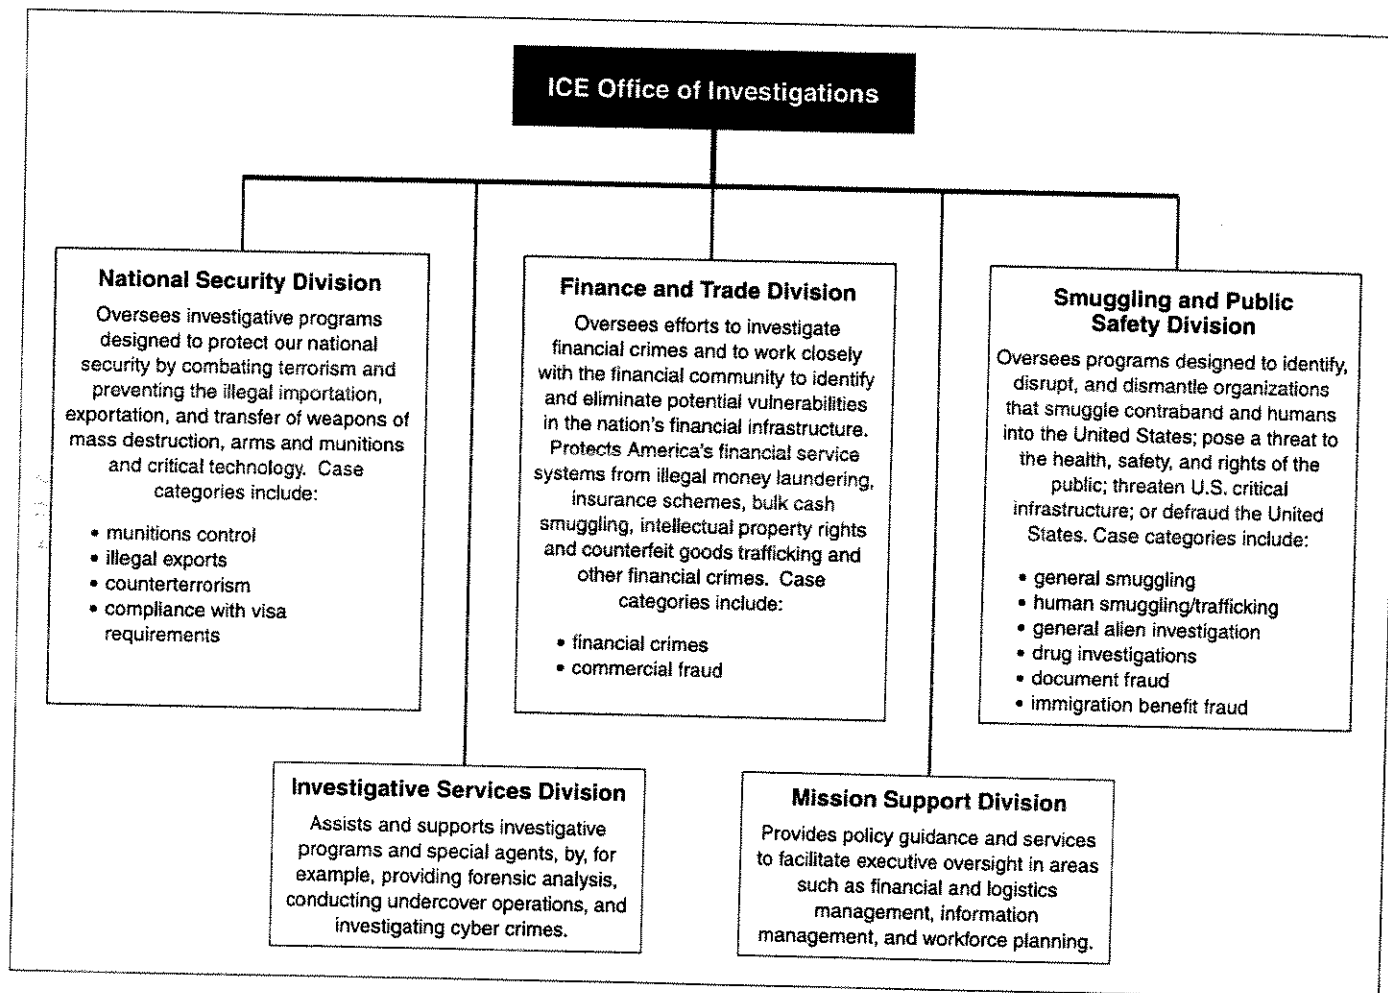 ICE Office of Investigations
National Security Division
Oversees investigative programs
designed to protect our national
security by combating terrorism and
preventing the illegal importation,
exportation, and transfer of weapons of
mass destruction, arms and munitions
and critical technology. Case
categories include:
• munitions control
• illegal exports
• counterterrorism
• compliance with visa
requirements
Finance and Trade Division
Oversees efforts to investigate
financial crimes and to work closely
with the financial community to identify
and eliminate potential vulnerabilities
in the nation's financial infrastructure.
Protects America's financial service
systems from illegal money laundering,
insurance schemes, bulk cash
smuggling, intellectual property rights
and counterfeit goods trafficking and
other financial crimes. Case
categories include:
• financial crimes
• commercial fraud
Smuggling and Public
Safety Division
Oversees programs designed to identify,
disrupt, and dismantle organizations
that smuggle contraband and humans
into the United States; pose a threat to
the health, safety, and rights of the
public; threaten U.S. critical
infrastructure; or defraud the United
States. Case categories include:
• general smuggling
• human smuggling/trafficking
• general alien investigation
• drug investigations
• document fraud
• immigration benefit fraud
Investigative Services Division
Assists and supports investigative
programs and special agents, by, for
example, providing forensic analysis,
conducting undercover operations, and
investigating cyber crimes.
Mission Support Division
Provides policy guidance and services
to facilitate executive oversight in areas
such as financial and logistics
management, information
management, and workforce planning.